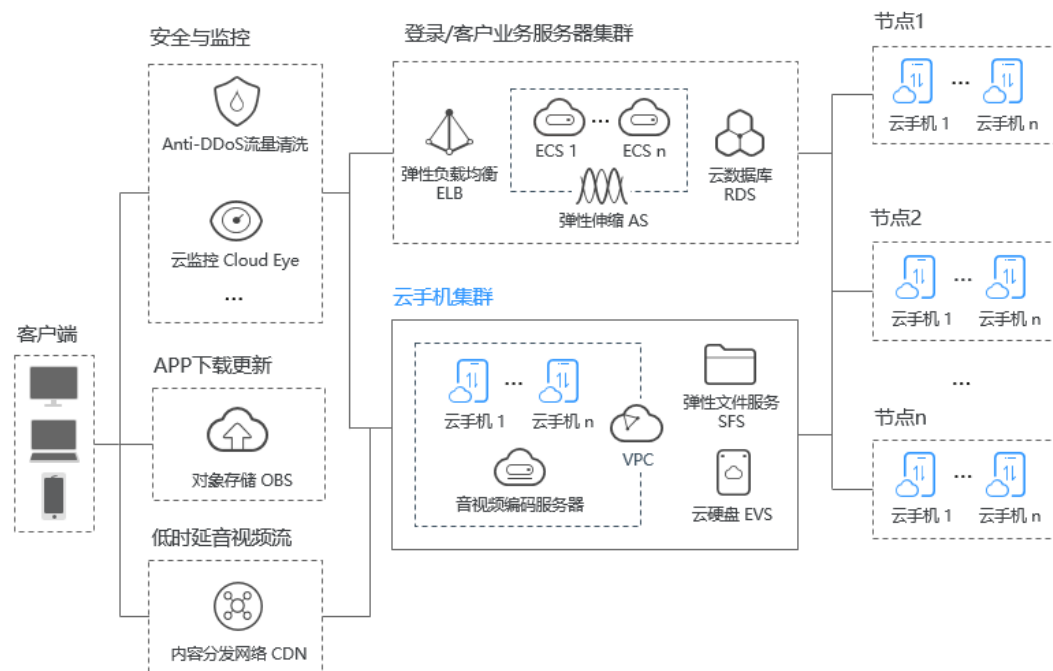 客户端
安全与监控
Anti-DDoS流量清洗
云监控 Cloud Eye
...
APP下载更新
对象存储 OBS
低时延音视频流
内容分发网络 CDN
登录/客户业务服务器集群
弹性负载均衡
ELB
ECS 1
...
ECS n
弹性伸缩 AS
云数据库
RDS
云手机集群
云手机 1
...
云手机 n
音视频编码服务器
VPC
弹性文件服务
SFS
云硬盘 EVS
节点1
...
云手机 1
云手机 n
节点2
...
云手机 1
云手机 n
...
节点n
...
云手机 1
云手机 n